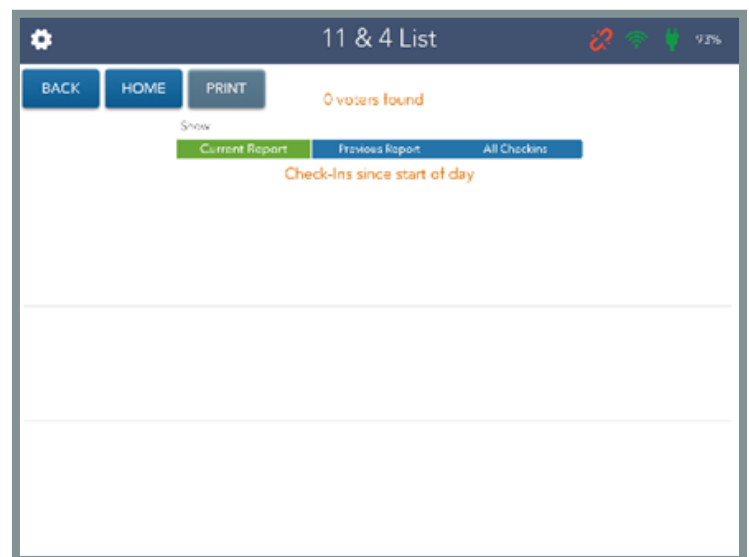 11 & 4 List
93%
BACK HOME PRINT
0 voters found
Show
Current Report Previous Report All Checkins
Check-Ins since start of day